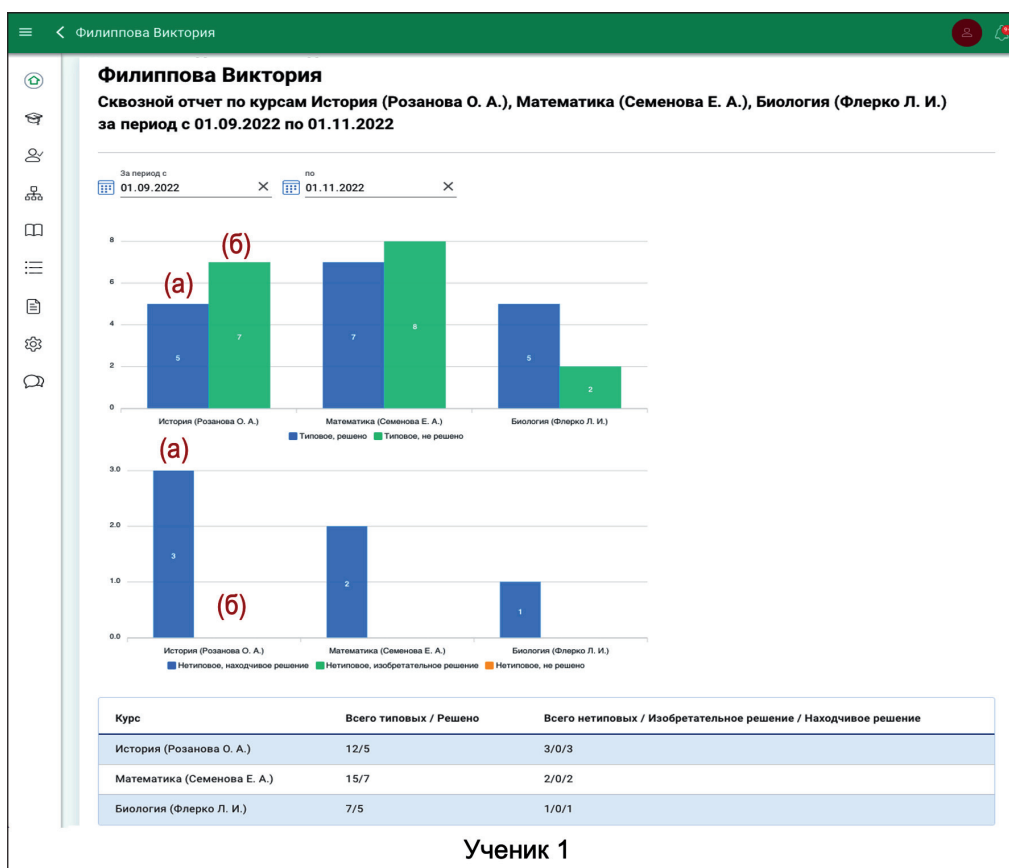 Филиппова Виктория
Филиппова Виктория
Сквозной отчет по курсам История (Розанова О. А.), Математика (Семенова Е. А.), Биология (Флерко Л. И.)
за период с 01.09.2022 по 01.11.2022
За период с
по
01.09.2022
01.11.2022
8
6
4
2
0
(а)
(б)
5
7
7
8
5
2
История (Розанова О. А.)
Математика (Семенова Е. А.)
Биология (Флерко Л. И.)
Типовое, решено
Типовое, не решено
(а)
(б)
3.0
2.0
1.0
0.0
3
2
1
История (Розанова О. А.)
Математика (Семенова Е. А.)
Биология (Флерко Л. И.)
Нетиповое, находчивое решение
Нетиповое, изобретательное решение
Нетиповое, не решено
Курс Всего типовых / Решено Всего нетиповых / Изобретательное решение / Находчивое решение
История (Розанова О. А.) 12/5 3/0/3
Математика (Семенова Е. А.) 15/7 2/0/2
Биология (Флерко Л. И.) 7/5 1/0/1
Ученик 1